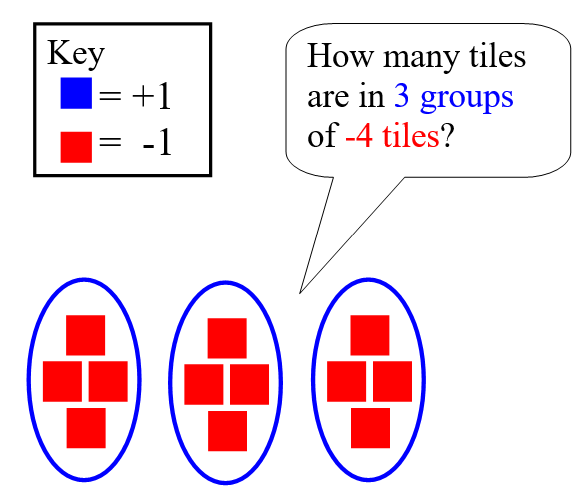 Key
= +1
= -1
How many tiles
are in 3 groups
of -4 tiles?